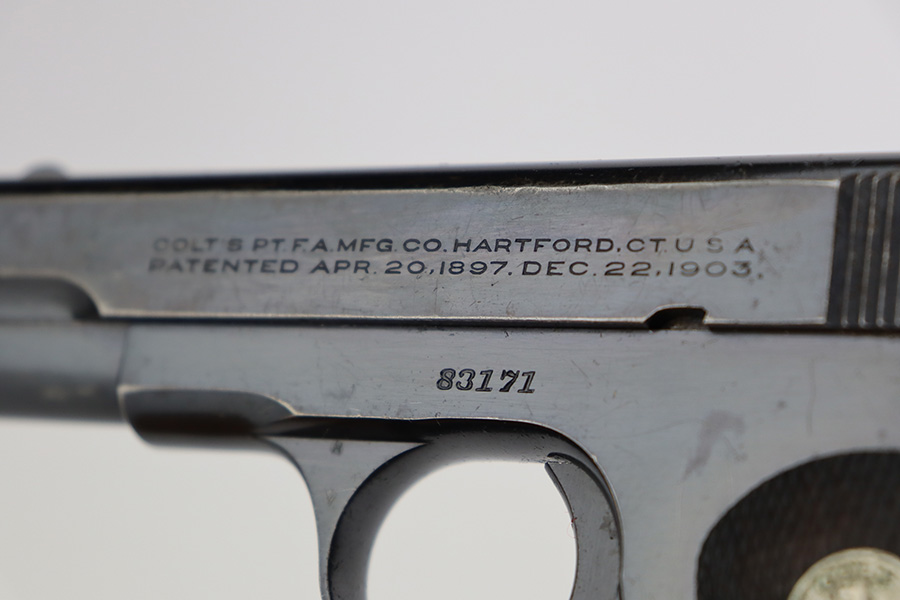 COLT'S PT.F.A.MFG.CO.HARTFORD.CT.U.S.A.
PATENTED APR. 20,1897. DEC. 22,1903.
83171